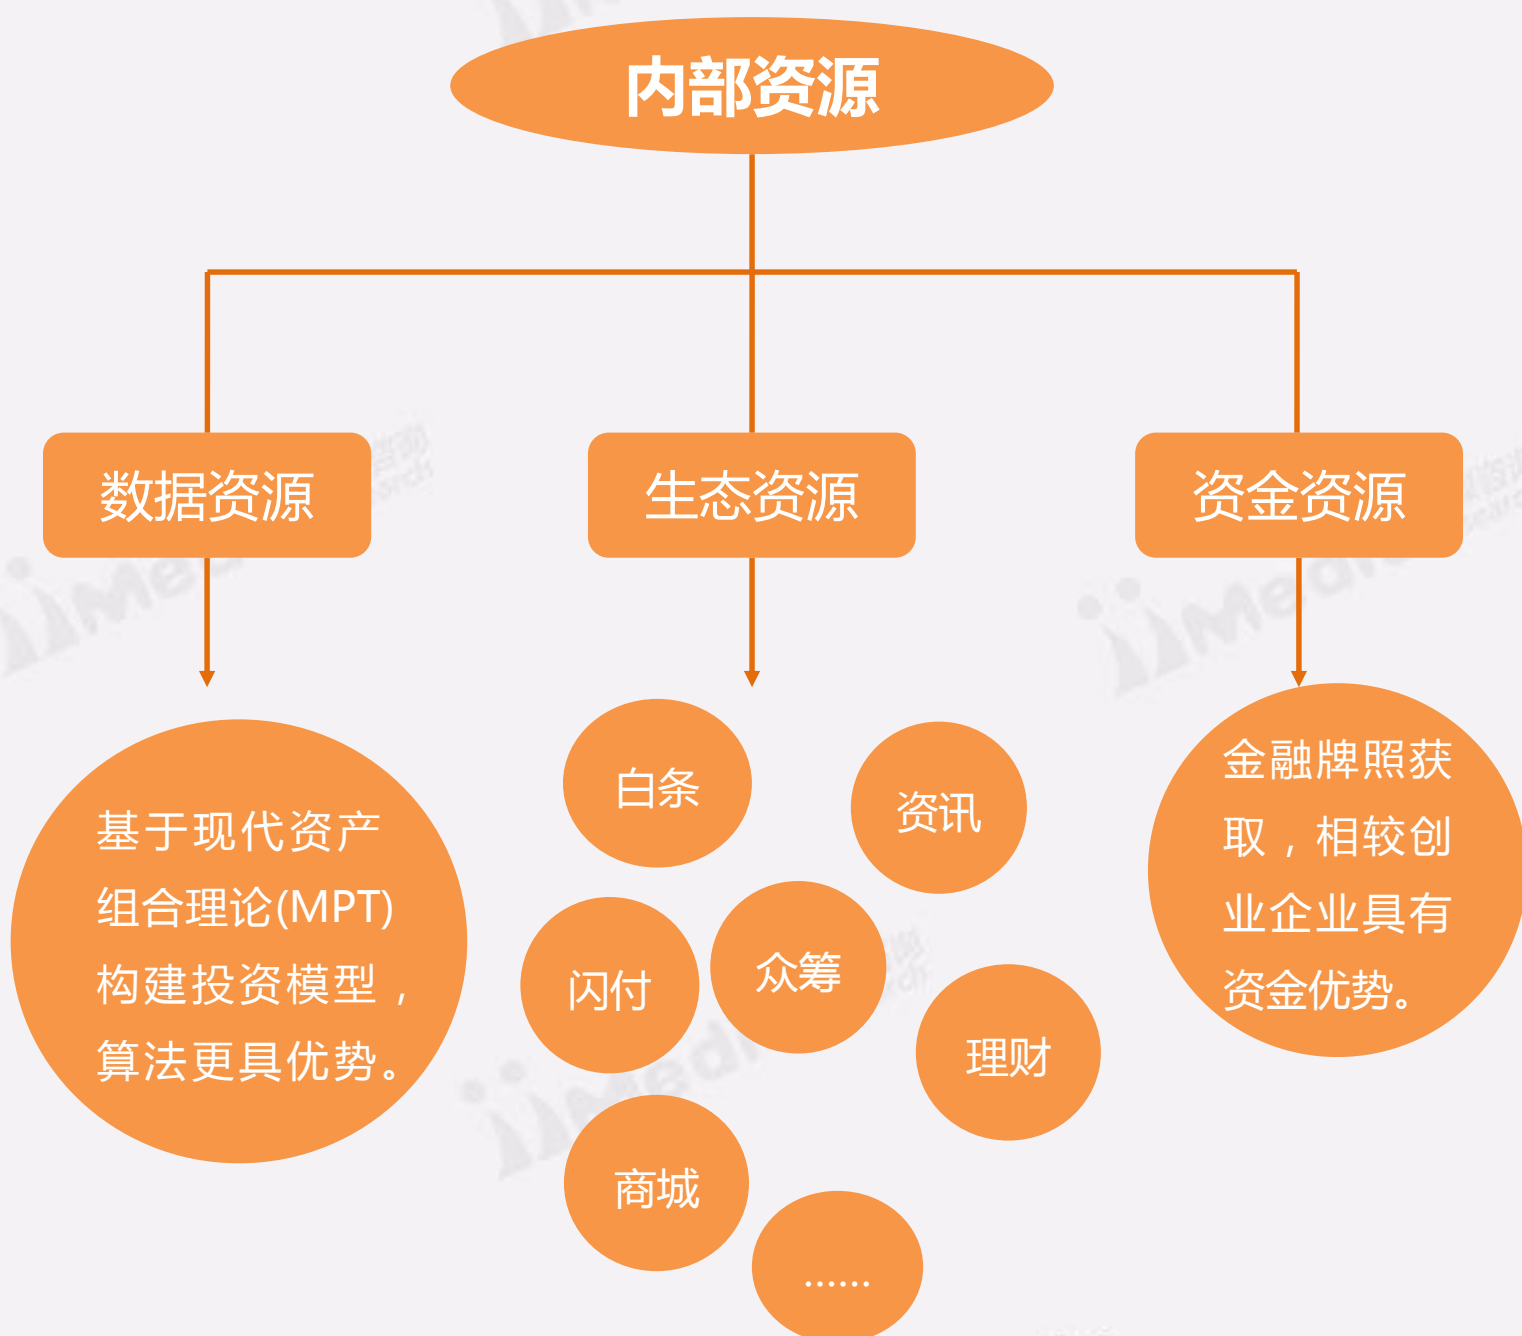 内部资源
数据资源
生态资源
资金资源
基于现代资产
组合理论(MPT)
构建投资模型，
算法更具优势。
白条
资讯
闪付
众筹
理财
商城
......
金融牌照获
取，相较创
业企业具有
资金优势。